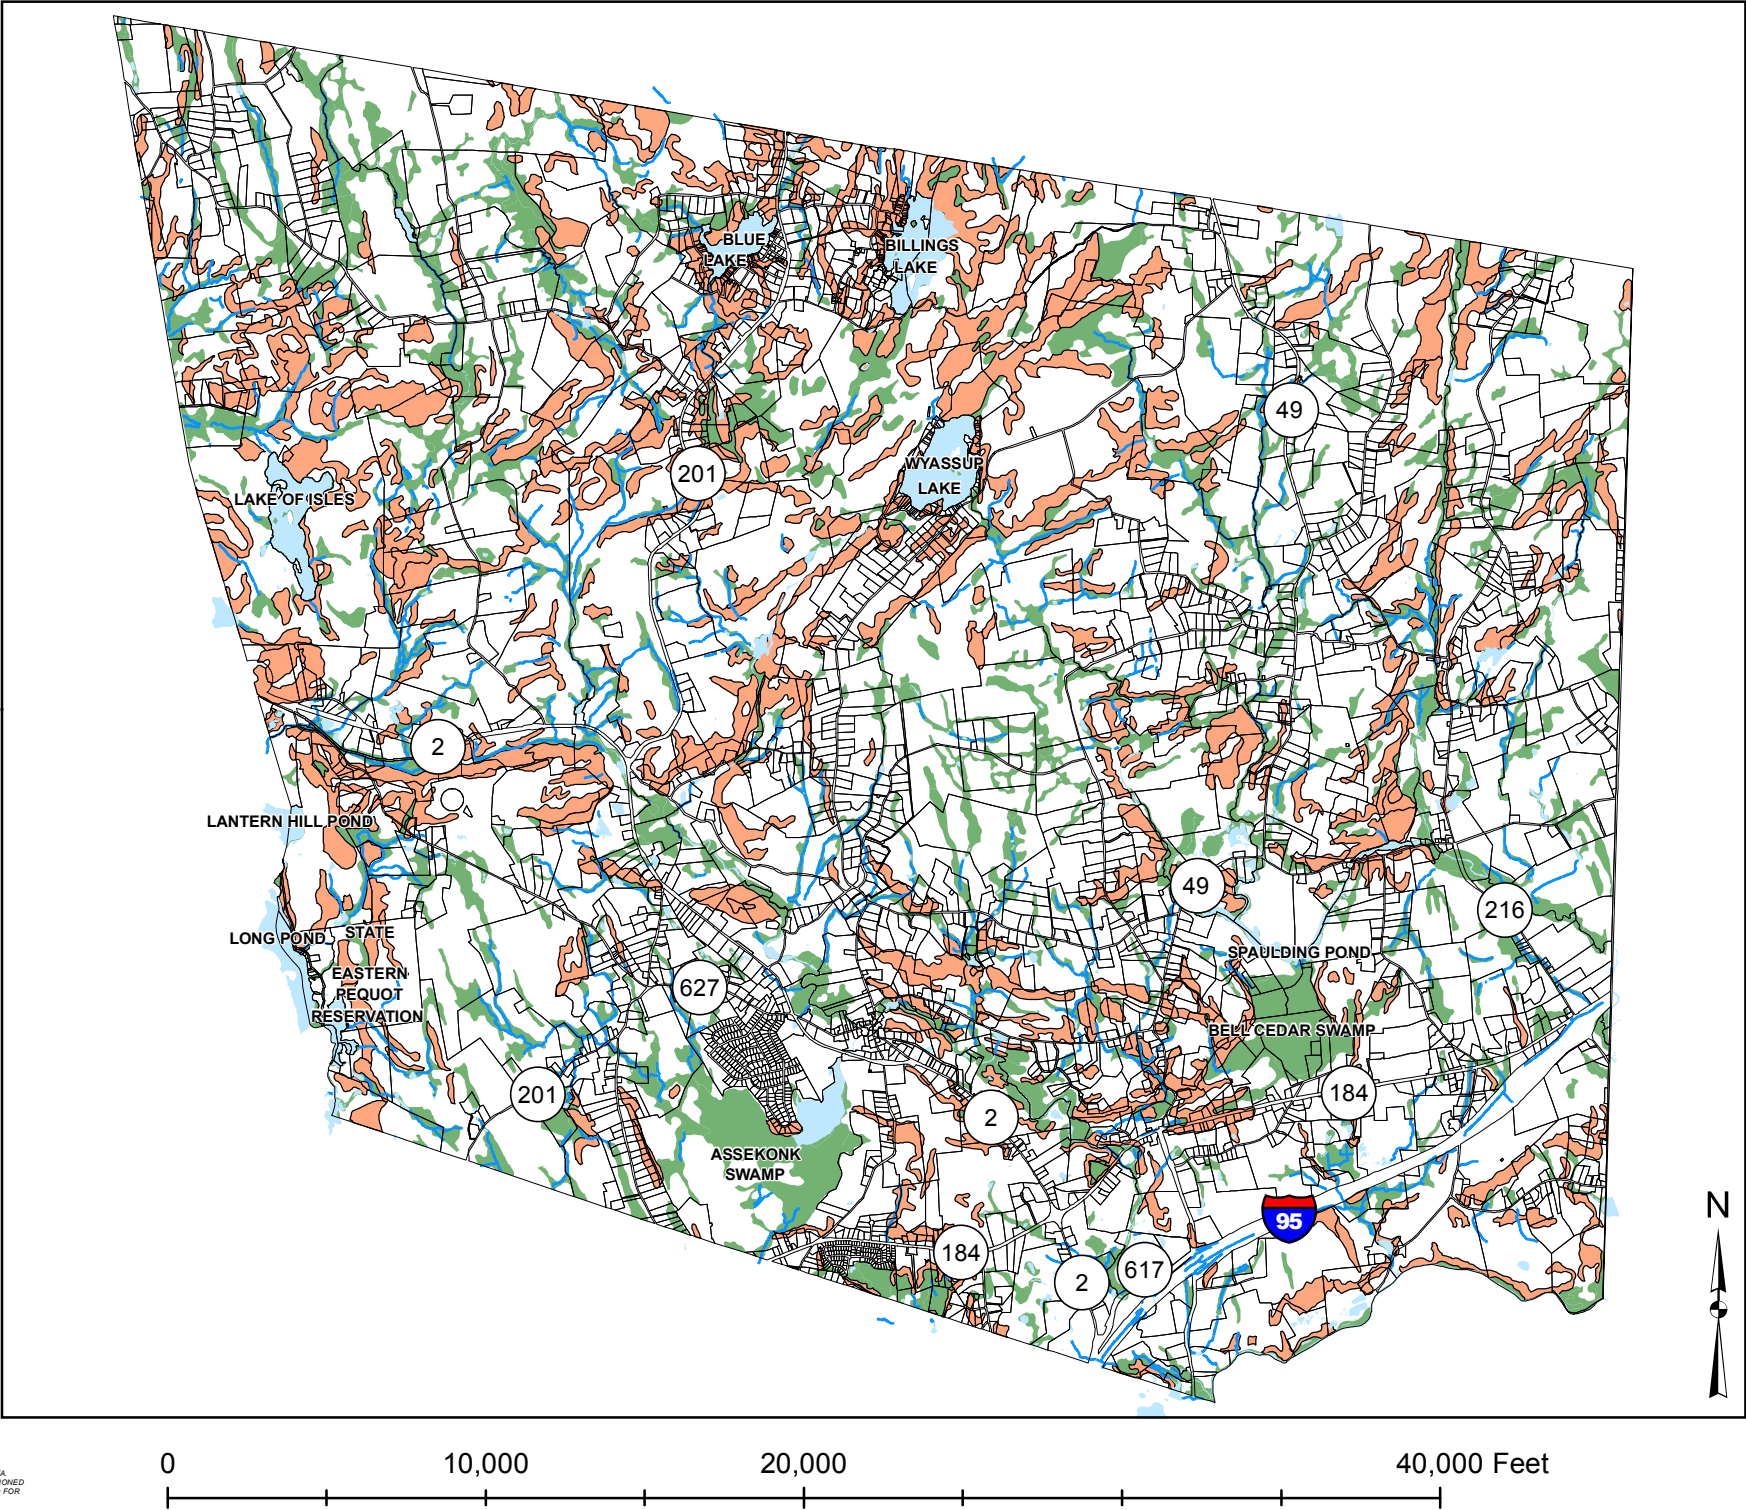 BLUE
LAKE
BILLINGS
LAKE
49
201
WYASSUP
LAKE
LAKE OF ISLES
2
LANTERN HILL POND
49
216
LONG POND
STATE
SPAULDING POND
EASTERN
PEQUOT
RESERVATION
627
BELL CEDAR SWAMP
201
184
2
ASSEKONK
SWAMP
95
N
184
2
617
0
10,000
20,000
40,000 Feet
IONED
FOR